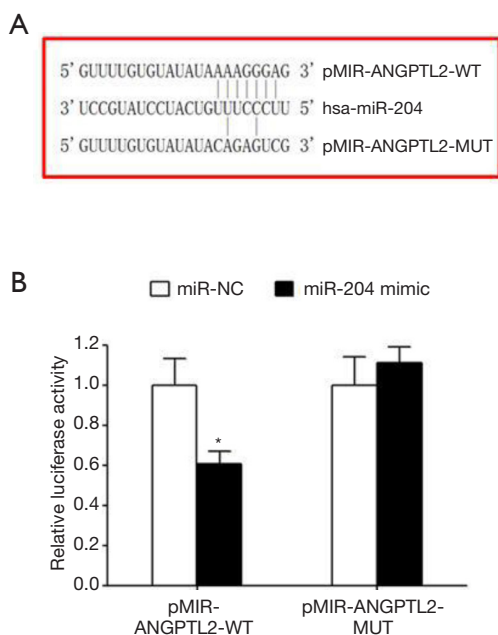 A
5' GUUUUGUGUAUAUAAAAGGGAG 3' pMIR-ANGPTL2-WT
3' UCCGUAUCCUACUGUUUCCCUU 5' hsa-miR-204
5' GUUUUGUGUAUAUACAGAGUCG 3' pMIR-ANGPTL2-MUT
B
miR-NC miR-204 mimic
Relative luciferase activity
1.2
1.0
0.8
0.6
0.4
0.2
0.0
*
pMIR-
ANGPTL2-WT
pMIR-ANGPTL2-
MUT